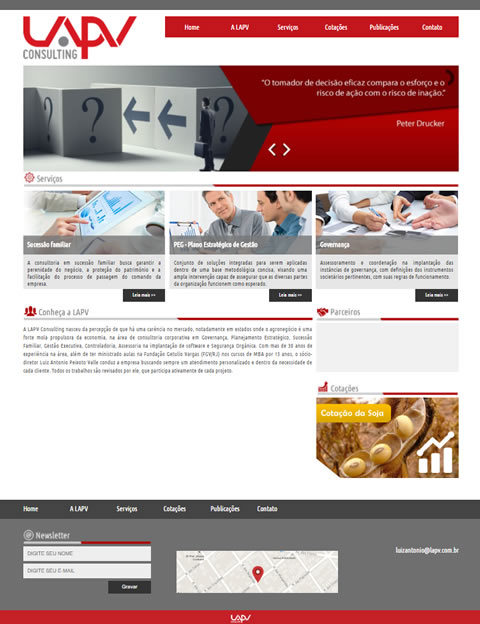 LAPV
CONSULTING
Home
A LAPV
Serviços
Cotações
Publicações
Contato
"O tomador de decisão eficaz compara o esforço e o
risco de ação com o risco de inação."
Peter Drucker
Serviços
Sucessão familiar
A consultoria em sucessão familiar busca garantir a
perenidade do negócio, a proteção do patrimônio e a
facilitação do processo de passagem do comando da
empresa.
Leia mais >>
PEG - Plano Estratégico de Gestão
Conjunto de soluções integradas para serem aplicadas
dentro de uma base metodológica concisa, visando uma
ampla intervenção capaz de assegurar que as diversas partes
da organização funcionem como esperado.
Leia mais >>
Governança
Assessoramento e coordenação na implantação das
instâncias de governança, com definições dos instrumentos
societários pertinentes, com suas regras de funcionamento.
Leia mais >>
Conheça a LAPV
A LAPV Consulting nasceu da percepção de que há uma carência no mercado, notadamente em estados onde o agronegócio é uma
forte mola propulsora da economia, na área de consultoria corporativa em Governança, Planejamento Estratégico, Sucessão
Familiar, Gestão Executiva, Controladoria, Assessoria na implantação de software e Segurança Orgânica. Com mais de 30 anos de
experiência na área, além de ter ministrado aulas na Fundação Getulio Vargas (FGV/RJ) nos cursos de MBA por 15 anos, o sócio-
diretor Luiz Antonio Peixoto Valle conduz a empresa buscando sempre um atendimento personalizado e dentro da necessidade de
cada cliente. Todos os trabalhos são revisados por ele, que participa ativamente de cada projeto.
Parceiros
Cotações
Cotação da Soja
Home
A LAPV
Serviços
Cotações
Publicações
Contato
Newsletter
DIGITE SEU NOME
DIGITE SEU E-MAIL
Gravar
luizantonio@lapv.com.br
LAPV